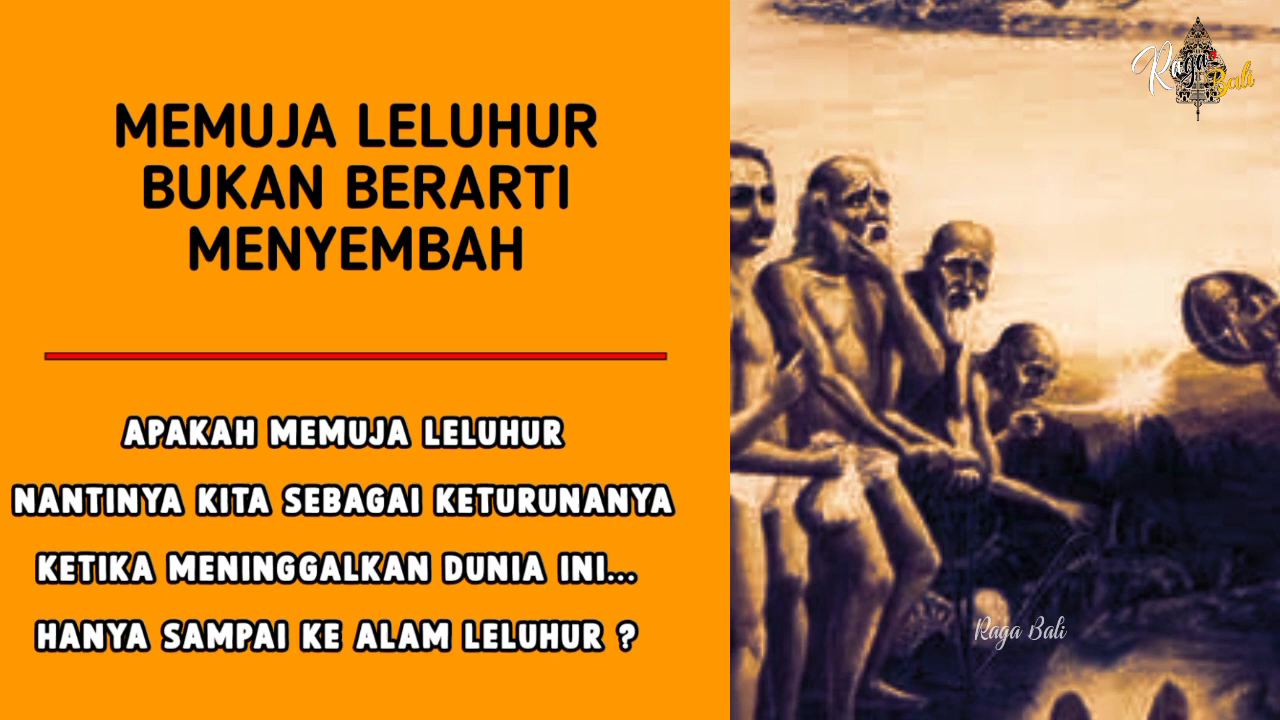 MEMUJA LELUHUR
BUKAN BERARTI
MENYEMBAH
APAKAH MEMUJA LELUHUR
NANTINYA KITA SEBAGAI KETURUNANYA
KETIKA MENINGGALKAN DUNIA INI...
HANYA SAMPAI KE ALAM LELUHUR ?
Raga Bali
Raga Bali